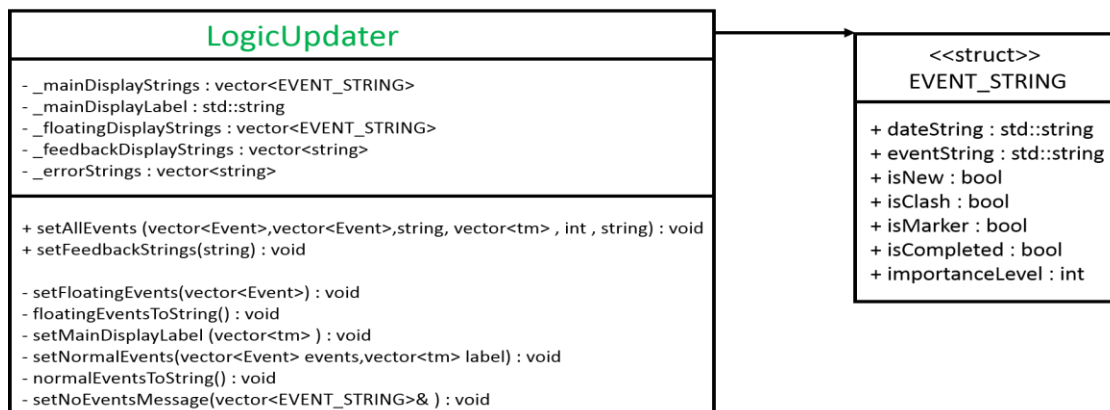 LogicUpdater
- _mainDisplayStrings : vector<EVENT_STRING>
- _mainDisplayLabel : std::string
- _floatingDisplayStrings : vector<EVENT_STRING>
- _feedbackDisplayStrings : vector<string>
- _errorStrings : vector<string>
+ setAllEvents (vector<Event>,vector<Event>,string, vector<tm> , int , string) : void
+ setFeedbackStrings(string) : void
- setFloatingEvents(vector<Event>) : void
- floatingEventsToString() : void
- setMainDisplayLabel (vector<tm> ) : void
- setNormalEvents(vector<Event> events,vector<tm> label) : void
- normalEventsToString() : void
- setNoEventsMessage(vector<EVENT_STRING>& ) : void
<<struct>>
EVENT_STRING
+ dateString : std::string
+ eventString : std::string
+ isNew : bool
+ isClash : bool
+ isMarker : bool
+ isCompleted : bool
+ importanceLevel : int